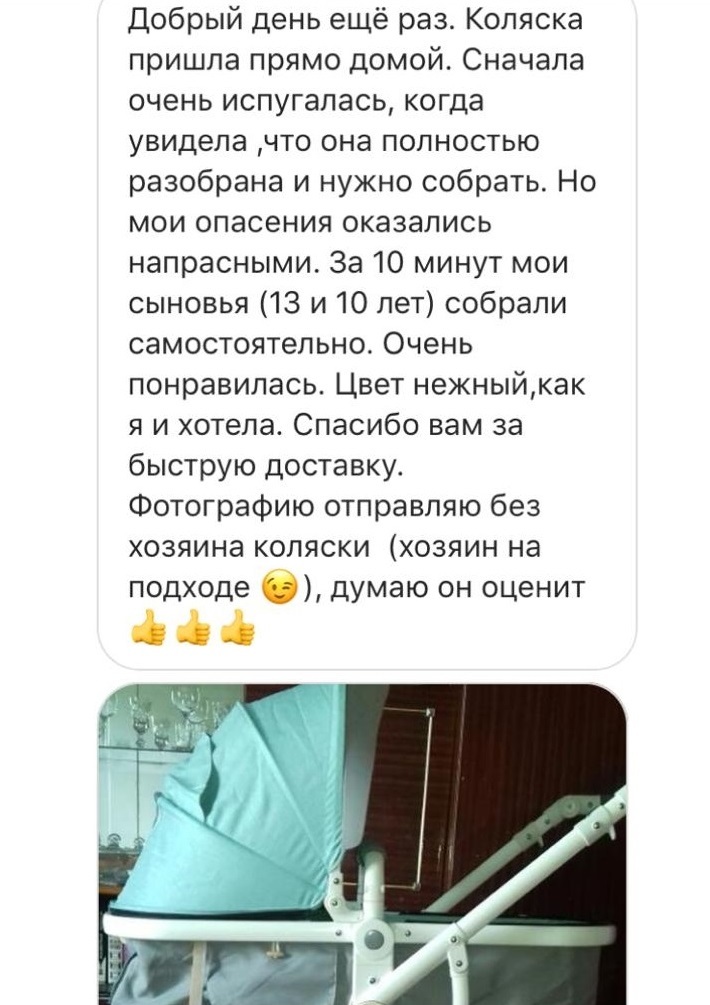 Добрый день ещё раз. Коляска
пришла прямо домой. Сначала
очень испугалась, когда
увидела ,что она полностью
разобрана и нужно собрать. Но
мои опасения оказались
напрасными. За 10 минут мои
сыновья (13 и 10 лет) собрали
самостоятельно. Очень
понравилась. Цвет нежный,как
я и хотела. Спасибо вам за
быструю доставку.
Фотографию отправляю без
хозяина коляски  (хозяин на
подходе 😉), думаю он оценит
👍👍👍